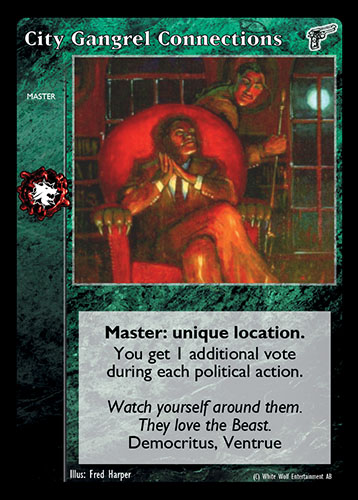 City Gangrel Connections
MASTER
Master: unique location.
You get 1 additional vote
during each political action.
Watch yourself around them.
They love the Beast.
Democritus, Ventrue
Illus: Fred Harper
(C) White Wolf Entertainment AB